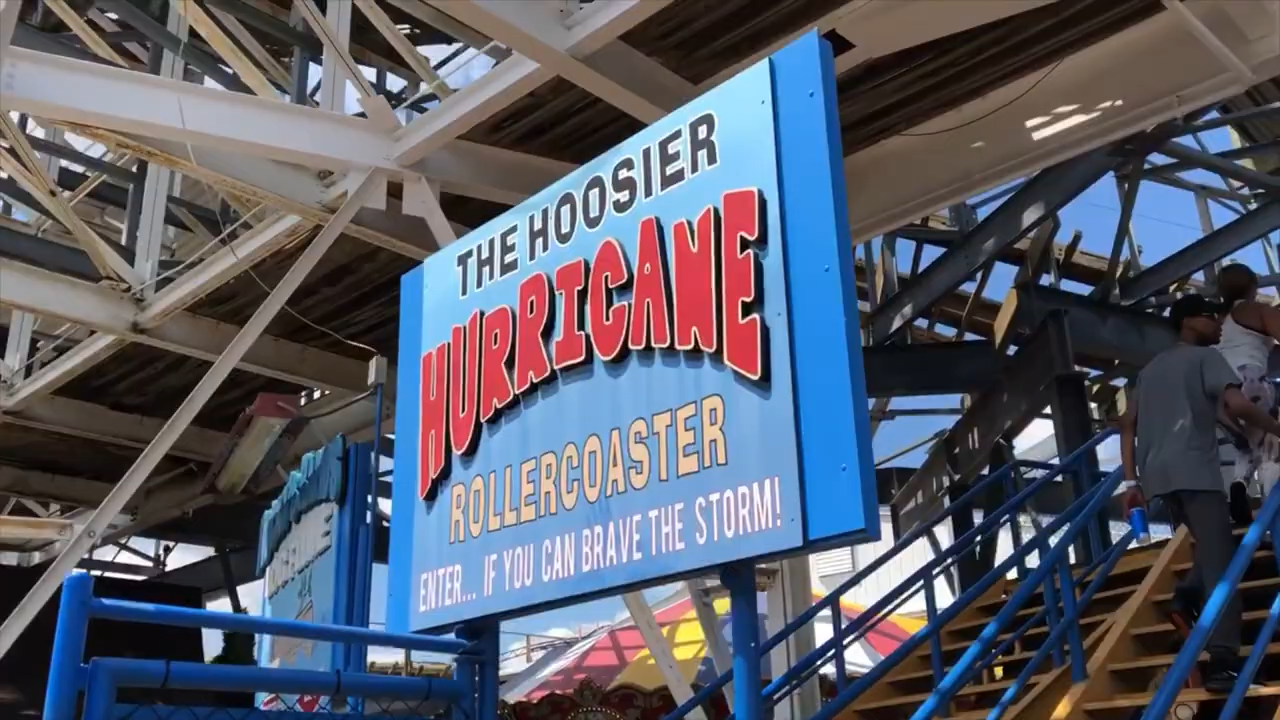 THE HOOSIER
HURRICANE
ROLLERCOASTER
ENTER... IF YOU CAN BRAVE THE STORM!